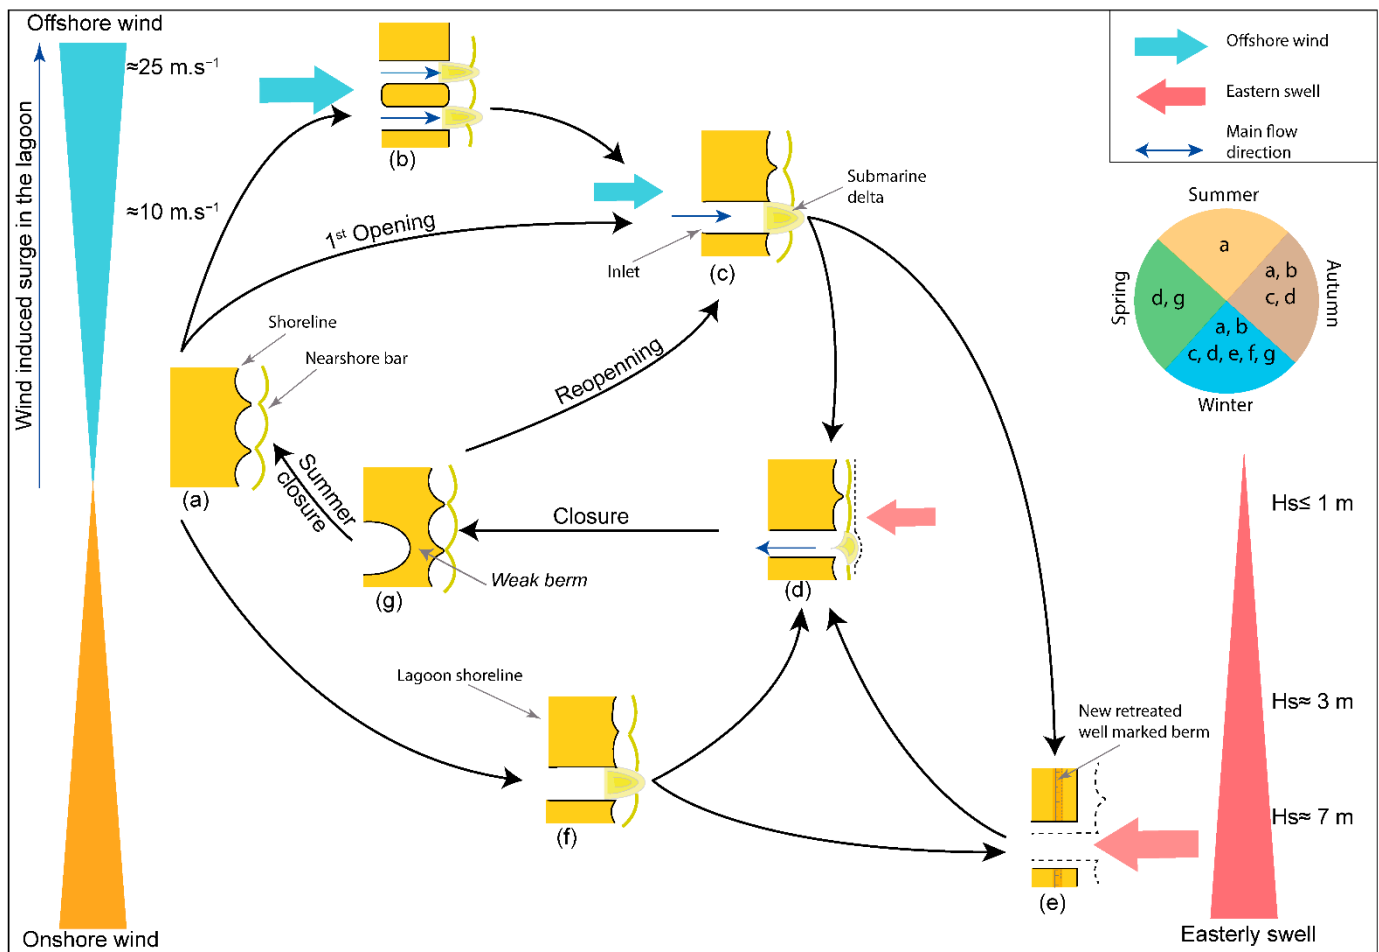 Offshore wind
Wind induced surge in the lagoon
≈25 m.s⁻¹
≈10 m.s⁻¹
Onshore wind
(b)
1st Opening
(c)
Inlet
Submarine
delta
Shoreline
Nearshore bar
(a)
Reopenning
Summer
closure
(g)
Weak berm
Closure
(d)
Lagoon shoreline
(f)
New retreated
well marked berm
(e)
Offshore wind
Eastern swell
Main flow
direction
Summer
Spring
Autumn
Winter
a
a, b
c, d
d, g
a, b
c, d, e, f, g
Hs≤ 1 m
Hs≈ 3 m
Hs≈ 7 m
Easterly swell